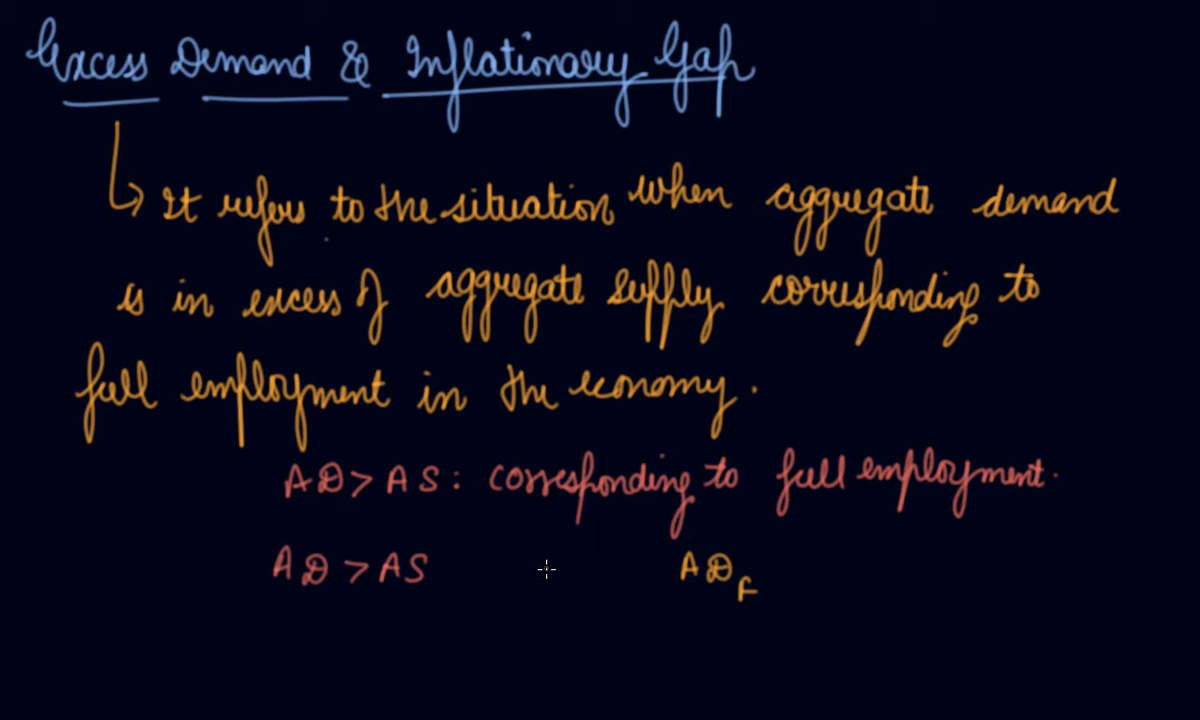 Excess Demand & Inflationary Gap
It refers to the situation when aggregate demand
is in excess of aggregate supply corresponding to
full employment in the economy.
AD > AS : corresponding to full employment.
AD > AS AD_F